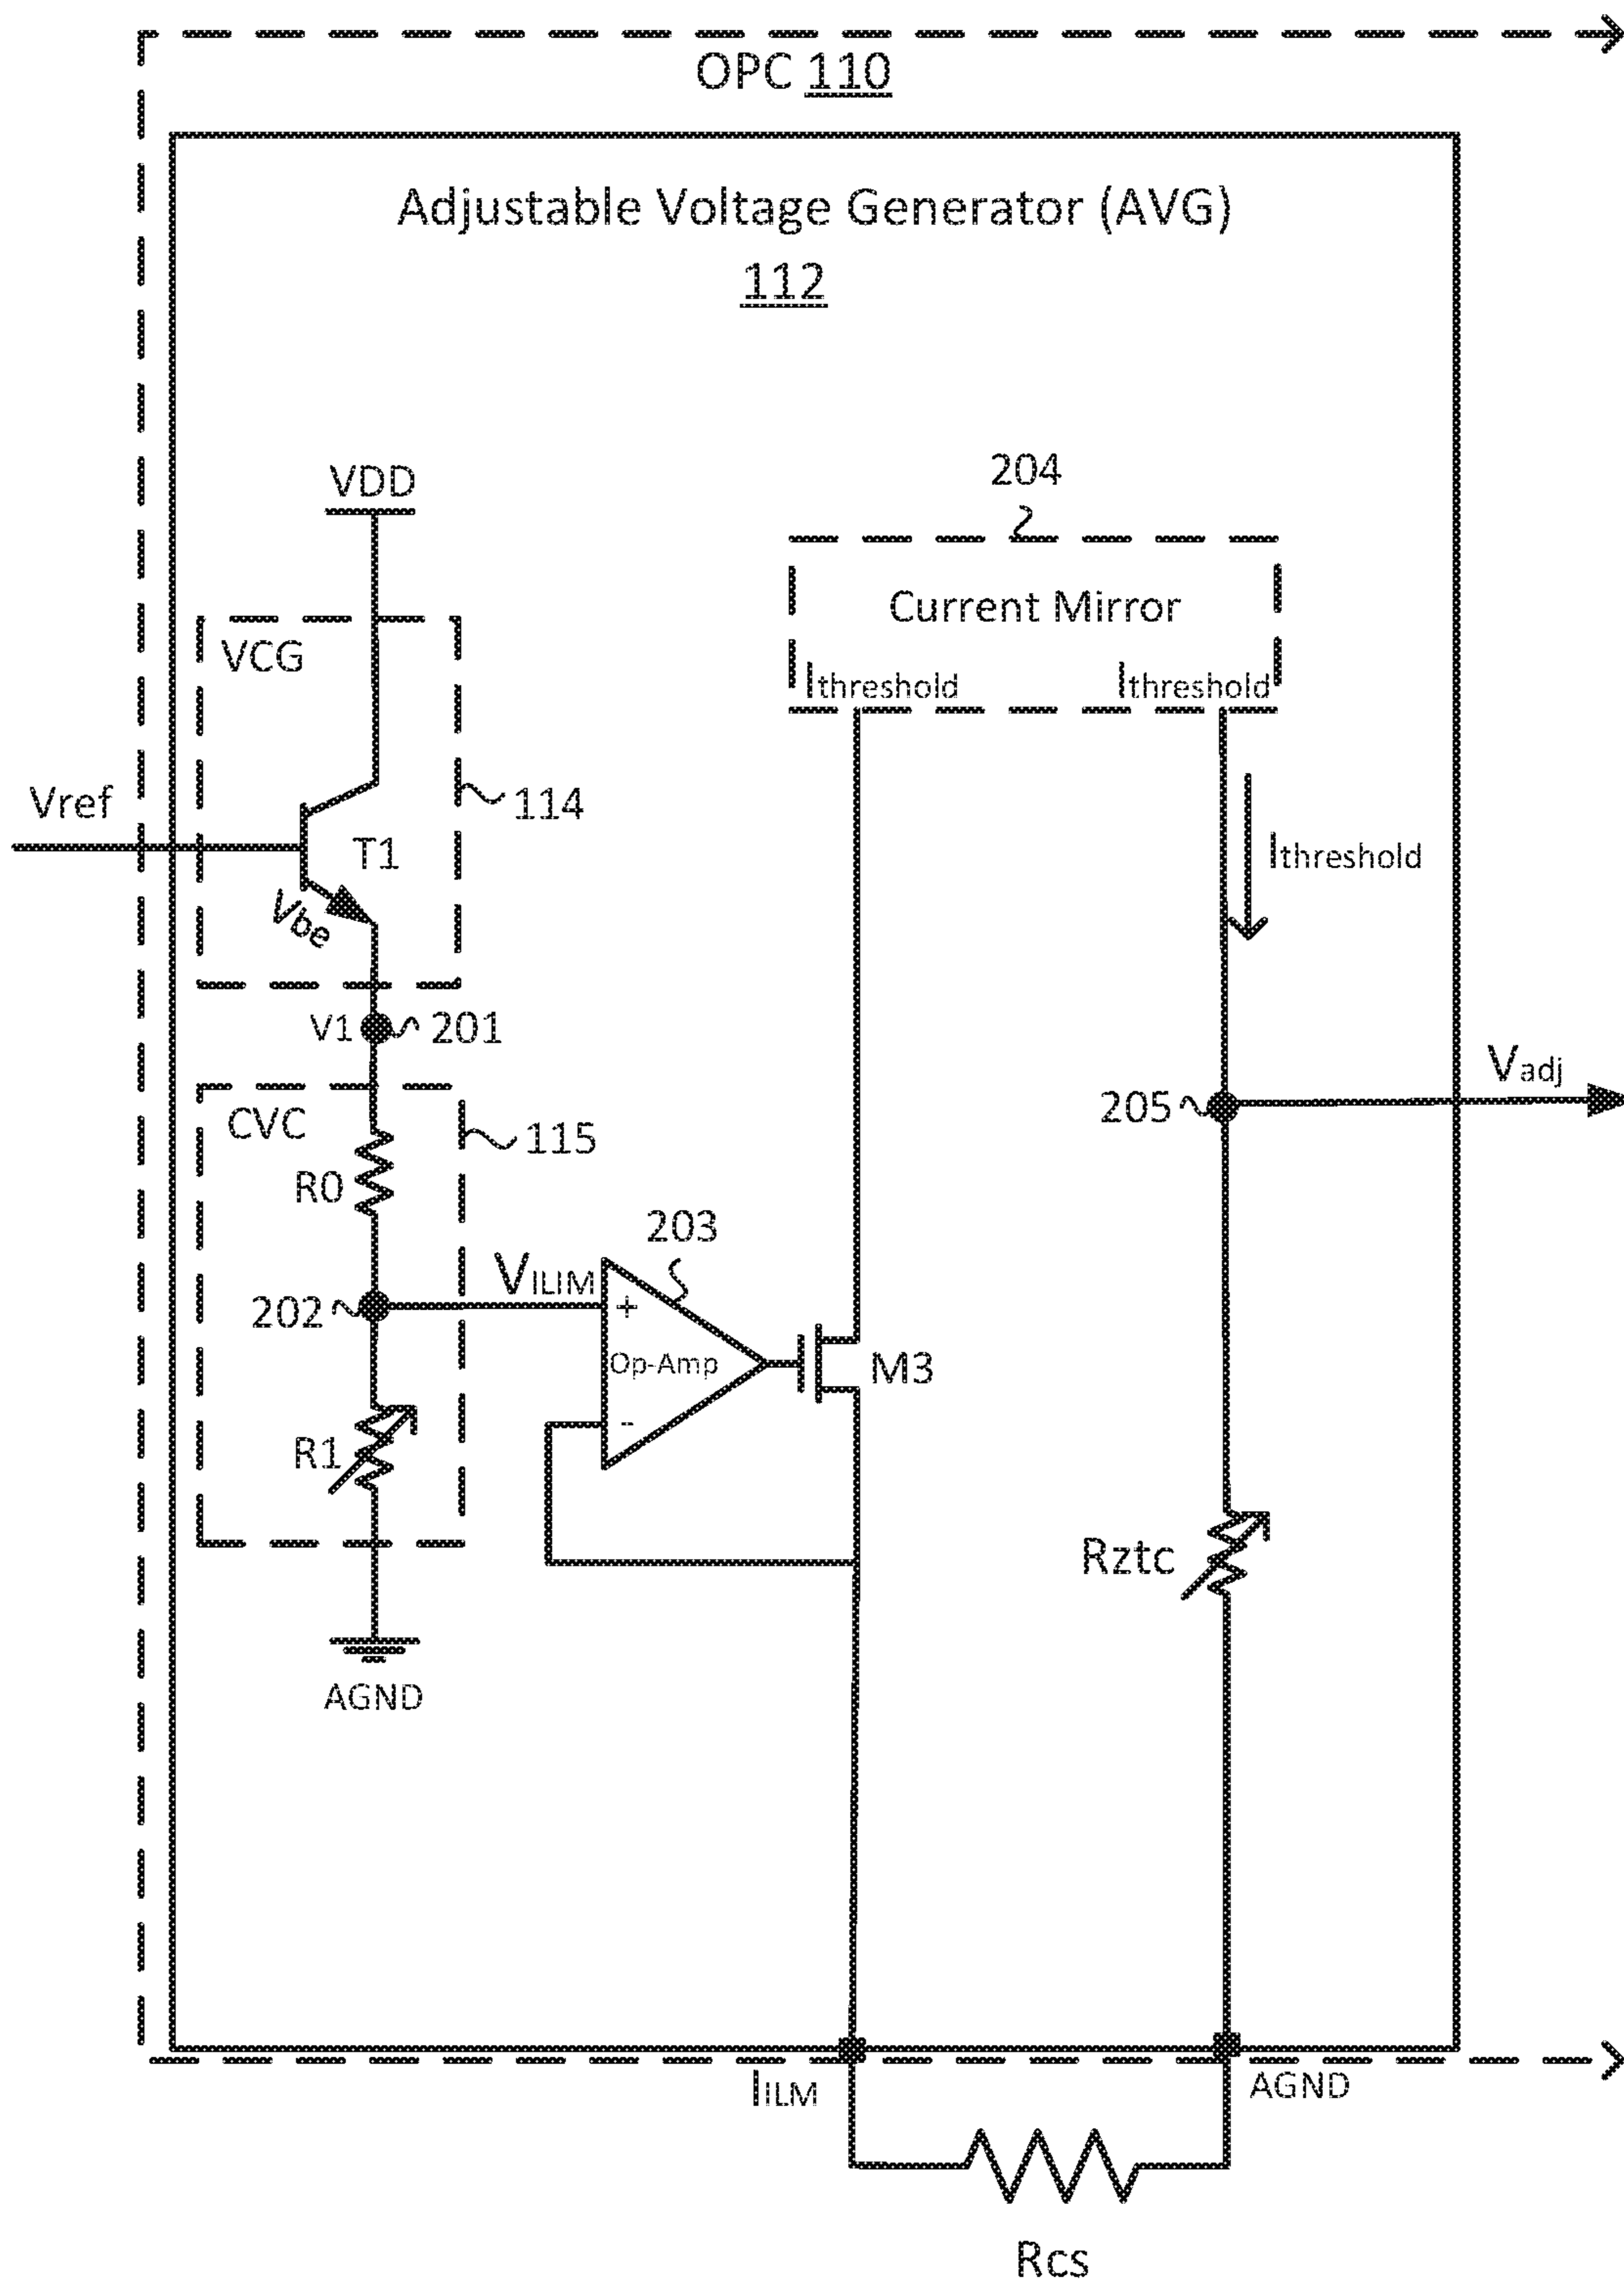 OPC 110
Adjustable Voltage Generator (AVG)
112
204
VDD
Current Mirror
VCG
Ithreshold Ithreshold
114
Vref
T1
Ithreshold
Vbe
V1 201
Vadj
205
CVC
115
R0
203
VILIM
202
+
Op-Amp
M3
-
R1
Rztc
AGND
IILM
AGND
Rcs